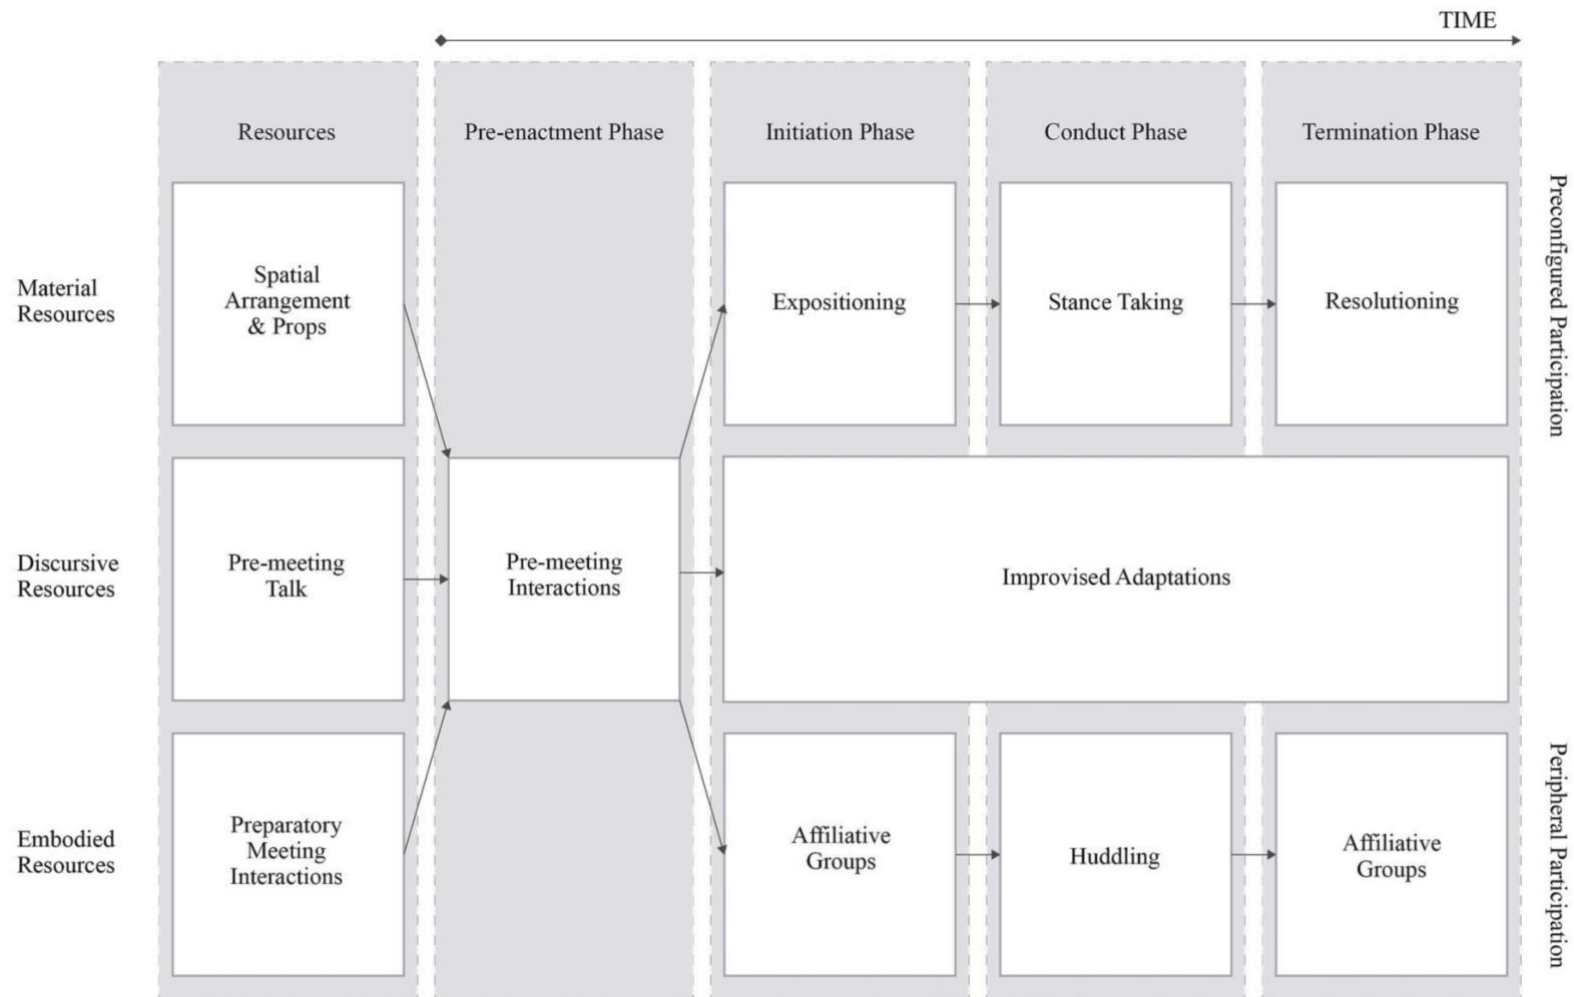 TIME
Resources
Pre-enactment Phase
Initiation Phase
Conduct Phase
Termination Phase
Material
Resources
Spatial
Arrangement
& Props
Expositioning
Stance Taking
Resolutioning
Preconfigured Participation
Discursive
Resources
Pre-meeting
Talk
Pre-meeting
Interactions
Improvised Adaptations
Embodied
Resources
Preparatory
Meeting
Interactions
Affiliative
Groups
Huddling
Affiliative
Groups
Peripheral Participation